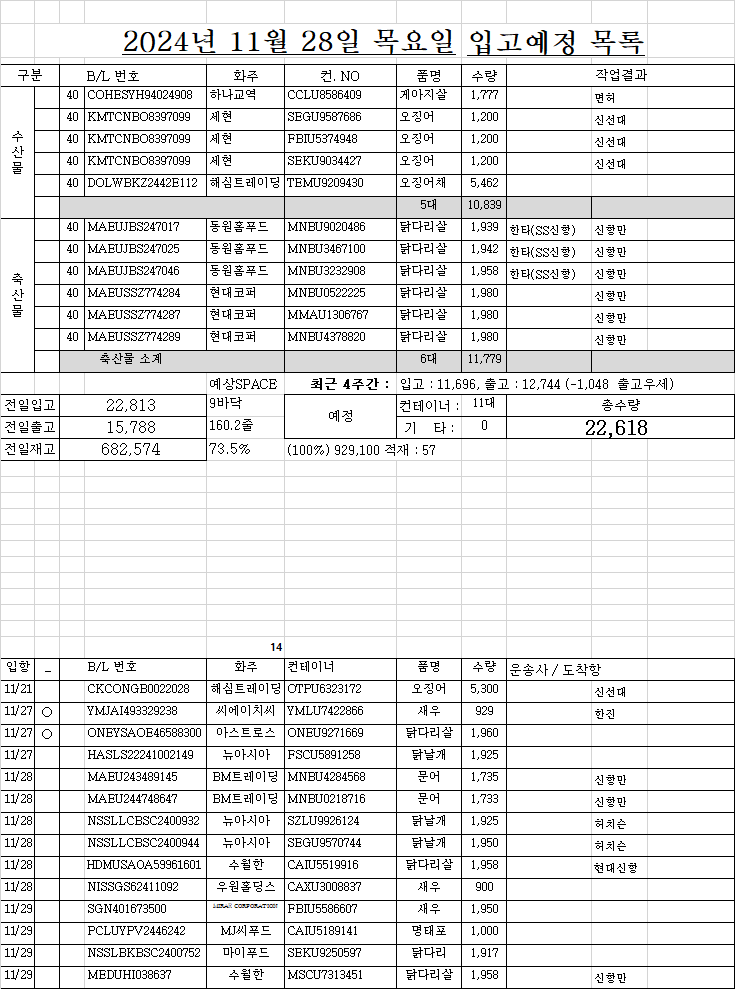 2024년 11월 28일 목요일 입고예정 목록
구분 B/L 번호 화주 컨. NO 품명 수량 작업결과
수산물
40 COHESYH94024908 하나교역 CCLU8586409 게아지살 1,777 면허
40 KMTCNBO8397099 세현 SEGU9587686 오징어 1,200 신선대
40 KMTCNBO8397099 세현 FBIU5374948 오징어 1,200 신선대
40 KMTCNBO8397099 세현 SEKU9034427 오징어 1,200 신선대
40 DOLWBKZ2442E112 해심트레이딩 TEMU9209430 오징어채 5,462
5대 10,839
축산물
40 MAEUJBS247017 동원홈푸드 MNBU9020486 닭다리살 1,939 한타(SS신항) 신항만
40 MAEUJBS247025 동원홈푸드 MNBU3467100 닭다리살 1,942 한타(SS신항) 신항만
40 MAEUJBS247046 동원홈푸드 MNBU3232908 닭다리살 1,958 한타(SS신항) 신항만
40 MAEUSSZ774284 현대코퍼 MNBU0522225 닭다리살 1,980 신항만
40 MAEUSSZ774287 현대코퍼 MMAU1306767 닭다리살 1,980 신항만
40 MAEUSSZ774289 현대코퍼 MNBU4378820 닭다리살 1,980 신항만
축산물 소계 6대 11,779
예상SPACE 최근 4주간 : 입고 : 11,696, 출고 : 12,744 (-1,048 출고우세)
전일입고 22,813 9바닥 예정 컨테이너 : 11대 총수량
전일출고 15,788 160.2줄 기 타 : 0 22,618
전일재고 682,574 73.5% (100%) 929,100 적재 : 57
14
입항 _ B/L 번호 화주 컨테이너 품명 수량 운송사 / 도착항
11/21 CKCONGB0022028 해심트레이딩 OTPU6323172 오징어 5,300 신선대
11/27 ○ YMJAI493329238 씨에이치씨 YMLU7422866 새우 929 한진
11/27 ○ ONEYSAOE46588300 아스트로스 ONEU9271669 닭다리살 1,960
11/27 HASLS22241002149 뉴아시아 FSCU5891258 닭날개 1,925
11/28 MAEU243489145 BM트레이딩 MNBU4284568 문어 1,735 신항만
11/28 MAEU244748647 BM트레이딩 MNBU0218716 문어 1,733 신항만
11/28 NSSLLCBSC2400932 뉴아시아 SZLU9926124 닭날개 1,925 허치슨
11/28 NSSLLCBSC2400944 뉴아시아 SEGU9570744 닭날개 1,950 허치슨
11/28 HDMUSAOA59961601 수월한 CAIU5519916 닭다리살 1,958 현대신항
11/28 NISSGS62411092 우원홀딩스 CAXU3008837 새우 900
11/29 SGN401673500 MIRAE CORPORATION FBIU5586607 새우 1,950
11/29 PCLUYPV2446242 MJ씨푸드 CAIU5189141 명태포 1,000
11/29 NSSLBKBSC2400752 마이푸드 SEKU9250597 닭다리 1,917
11/29 MEDUHI038637 수월한 MSCU7313451 닭다리살 1,958 신항만